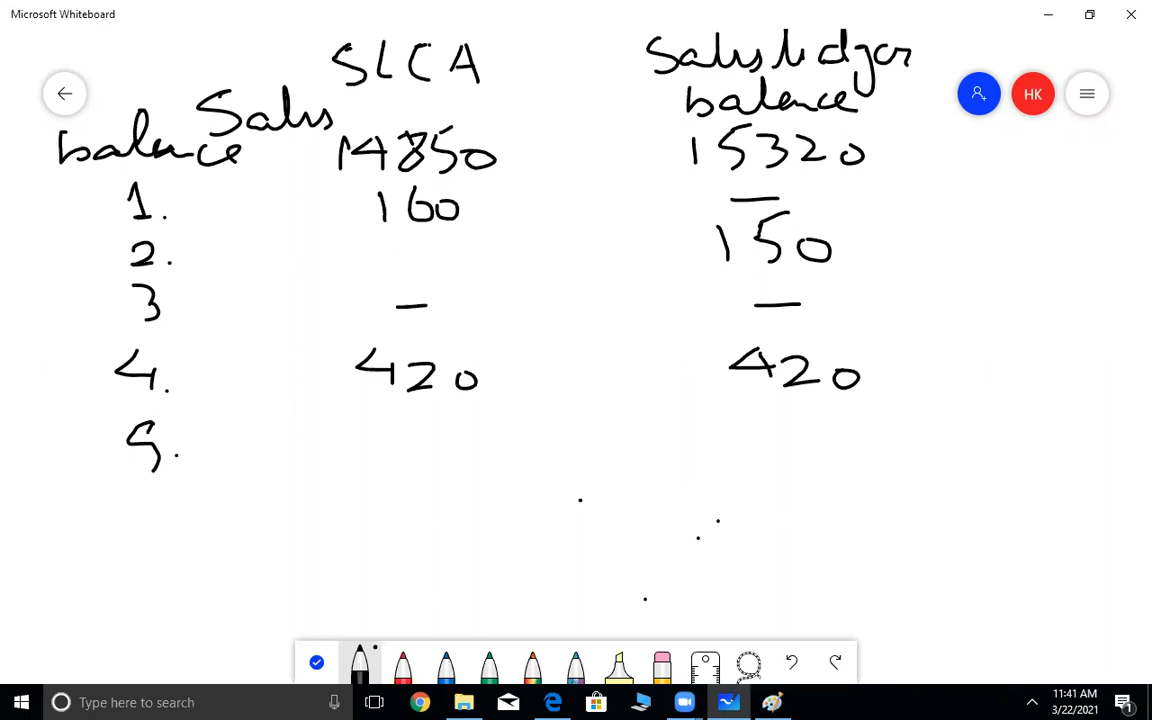 Microsoft Whiteboard
SLCA Sales ledger balance
HK
Sales
balance 14850 15320
1. 160 —
2. 150
3 — —
4. 420 420
5.
Type here to search
11:41 AM
3/22/2021
1